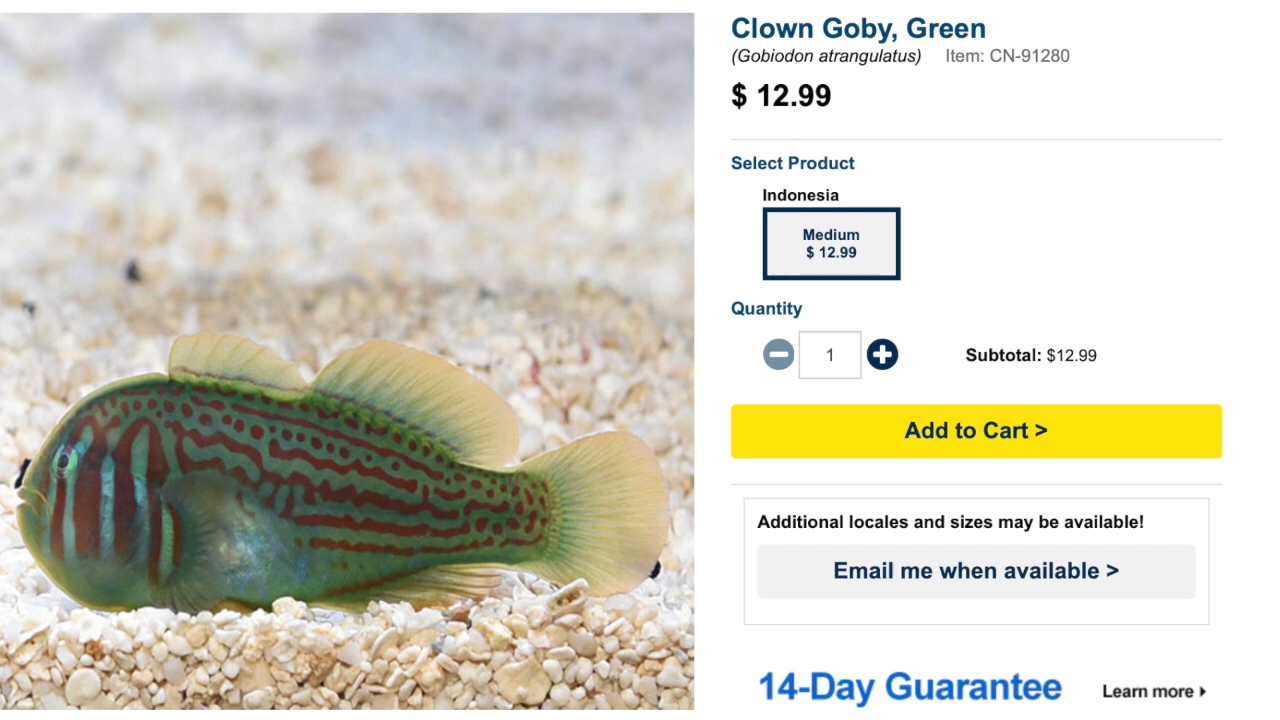 Clown Goby, Green
(Gobiodon atrangulatus) Item: CN-91280
$ 12.99
Select Product
Indonesia
Medium
$ 12.99
Quantity
1 Subtotal: $12.99
Add to Cart >
Additional locales and sizes may be available!
Email me when available >
14-Day Guarantee Learn more